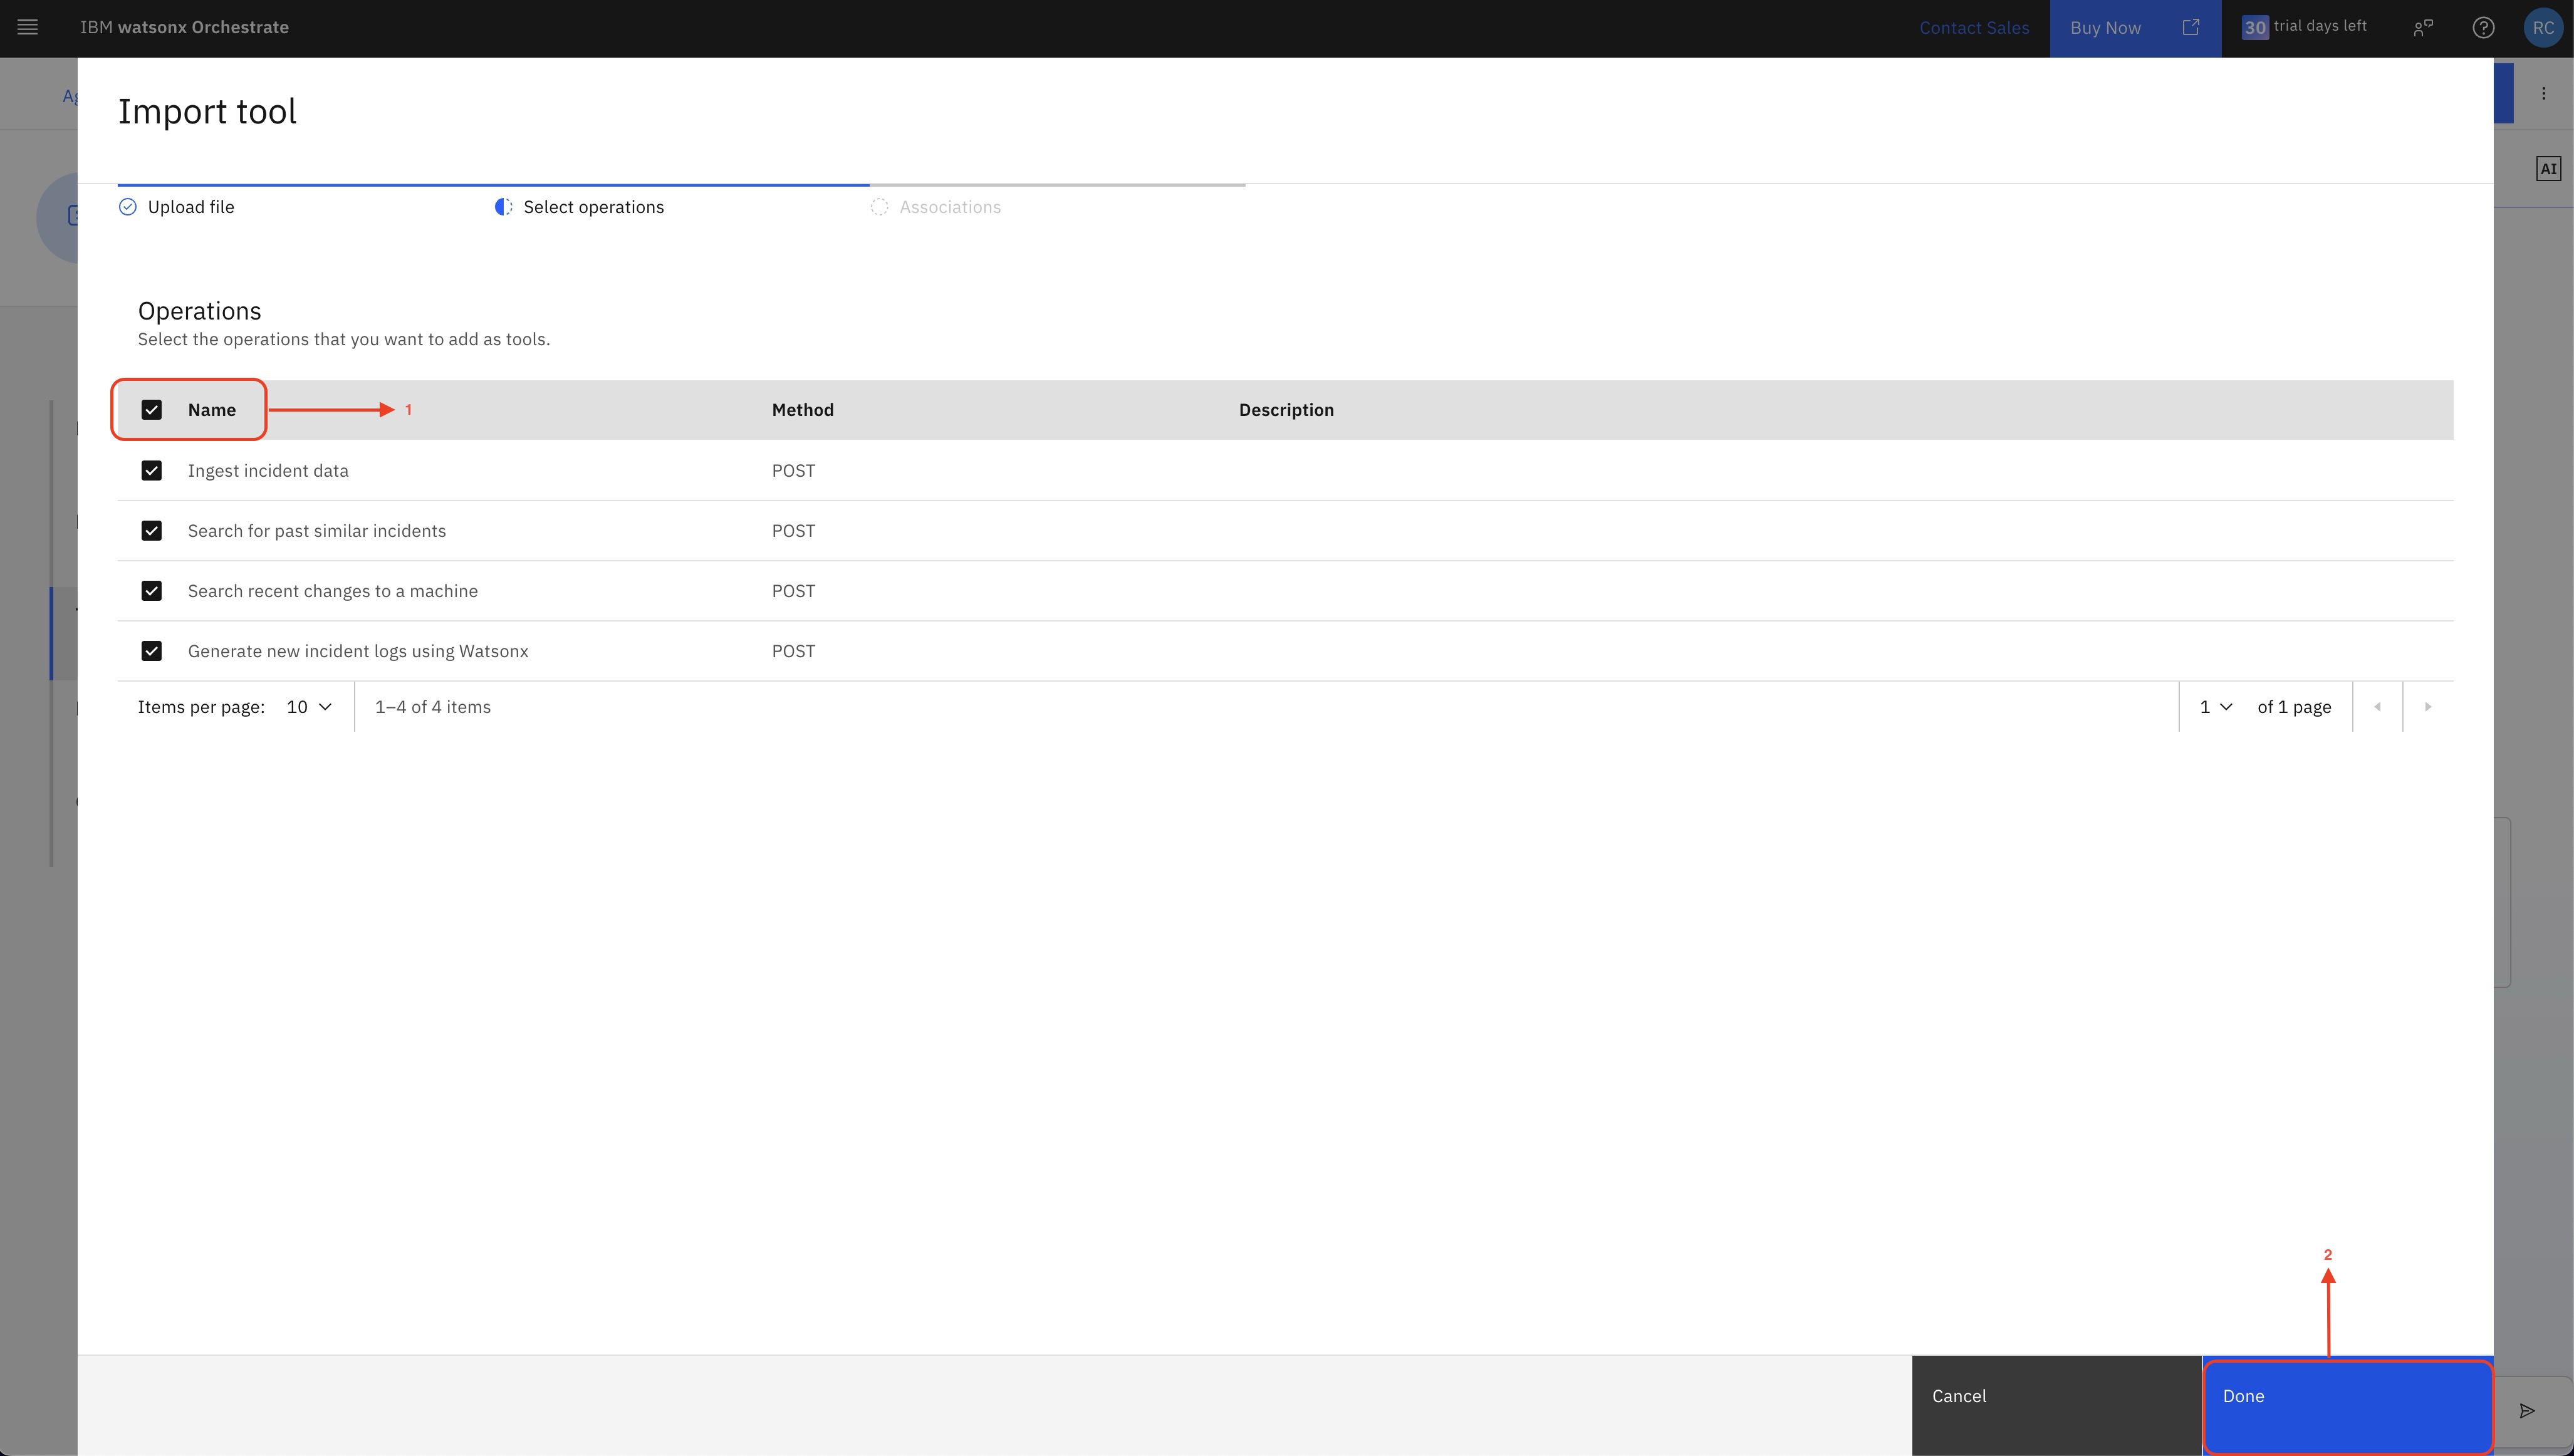 IBM watsonx Orchestrate
Contact Sales
Buy Now
30 trial days left
RC
Import tool
AI
Upload file
Select operations
Associations
Operations
Select the operations that you want to add as tools.
Name
1
Method
Description
Ingest incident data
POST
Search for past similar incidents
POST
Search recent changes to a machine
POST
Generate new incident logs using Watsonx
POST
Items per page: 10
1–4 of 4 items
1
of 1 page
2
Cancel
Done